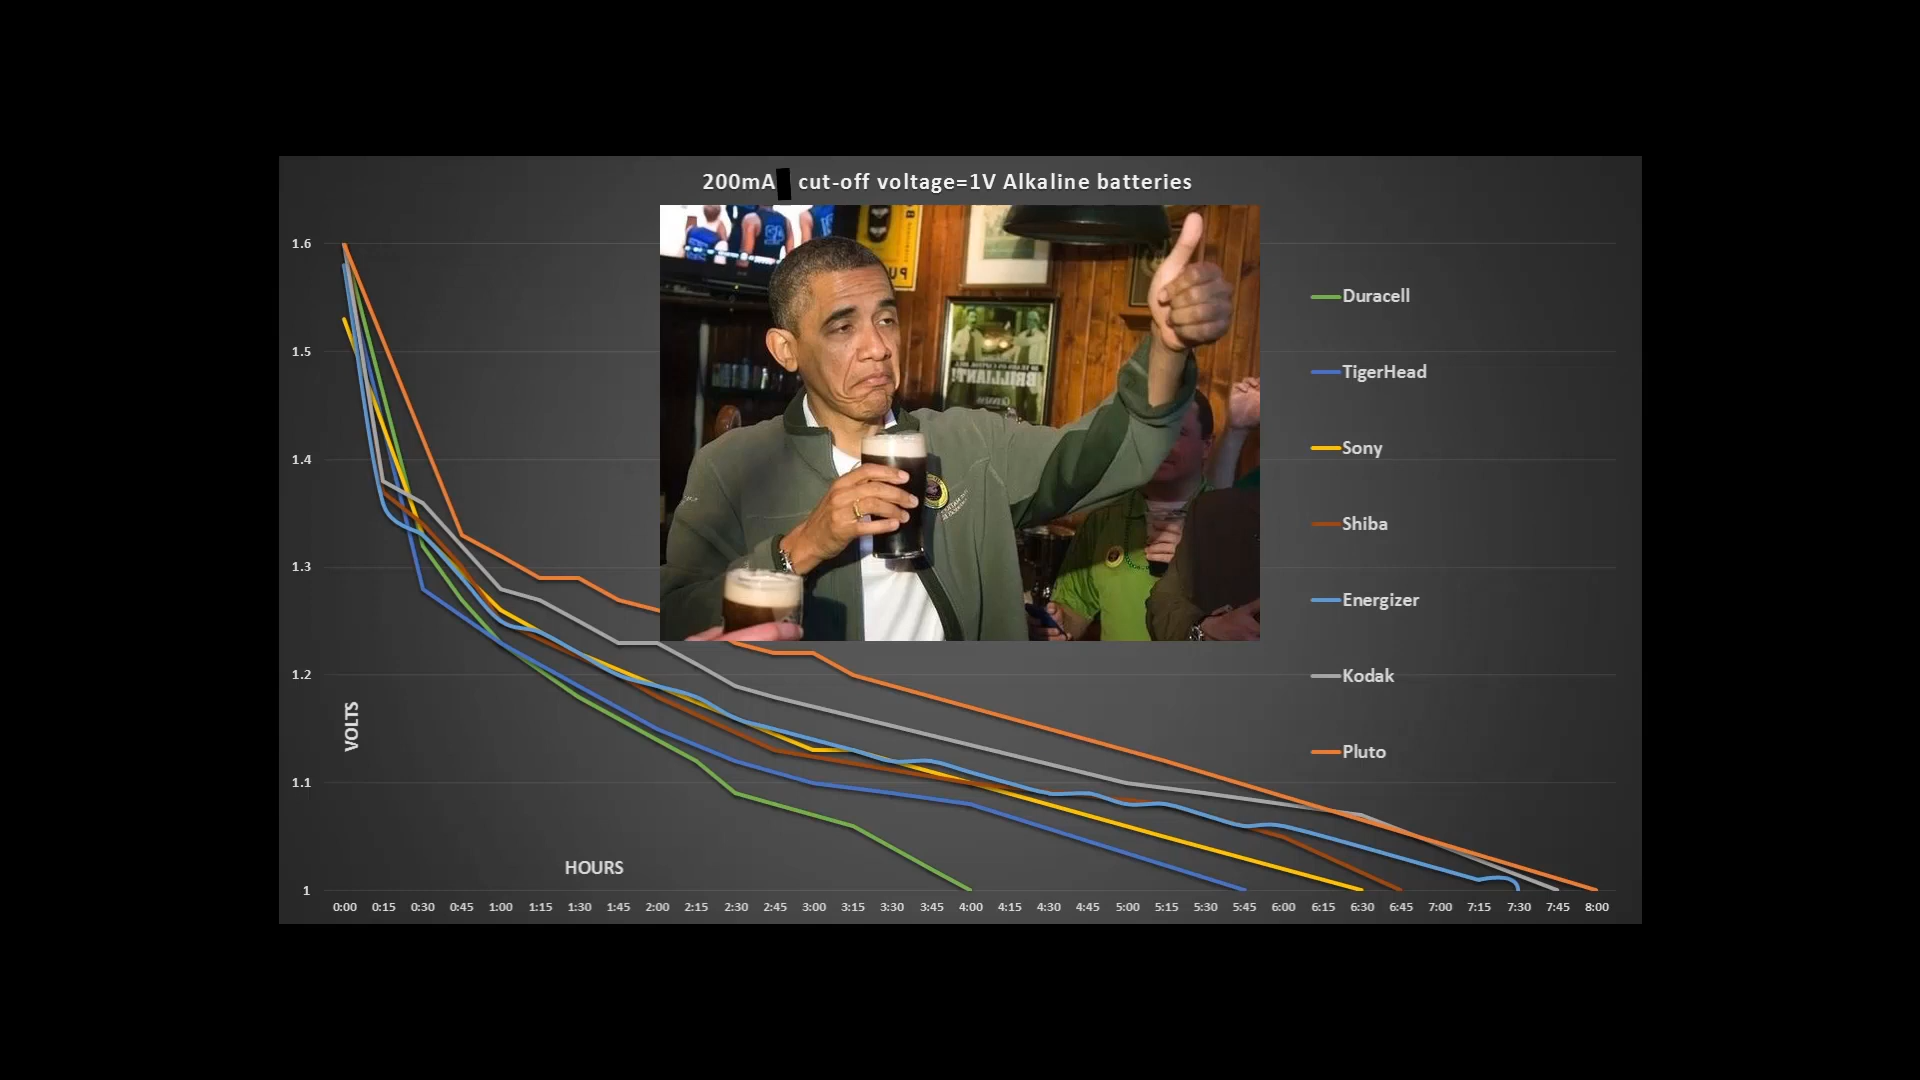 200mA cut-off voltage=1V Alkaline batteries
1.6
1.5
1.4
1.3
1.2
1.1
1
VOLTS
HOURS
0:00 0:15 0:30 0:45 1:00 1:15 1:30 1:45 2:00 2:15 2:30 2:45 3:00 3:15 3:30 3:45 4:00 4:15 4:30 4:45 5:00 5:15 5:30 5:45 6:00 6:15 6:30 6:45 7:00 7:15 7:30 7:45 8:00
Duracell
TigerHead
Sony
Shiba
Energizer
Kodak
Pluto
BRILLIANT!